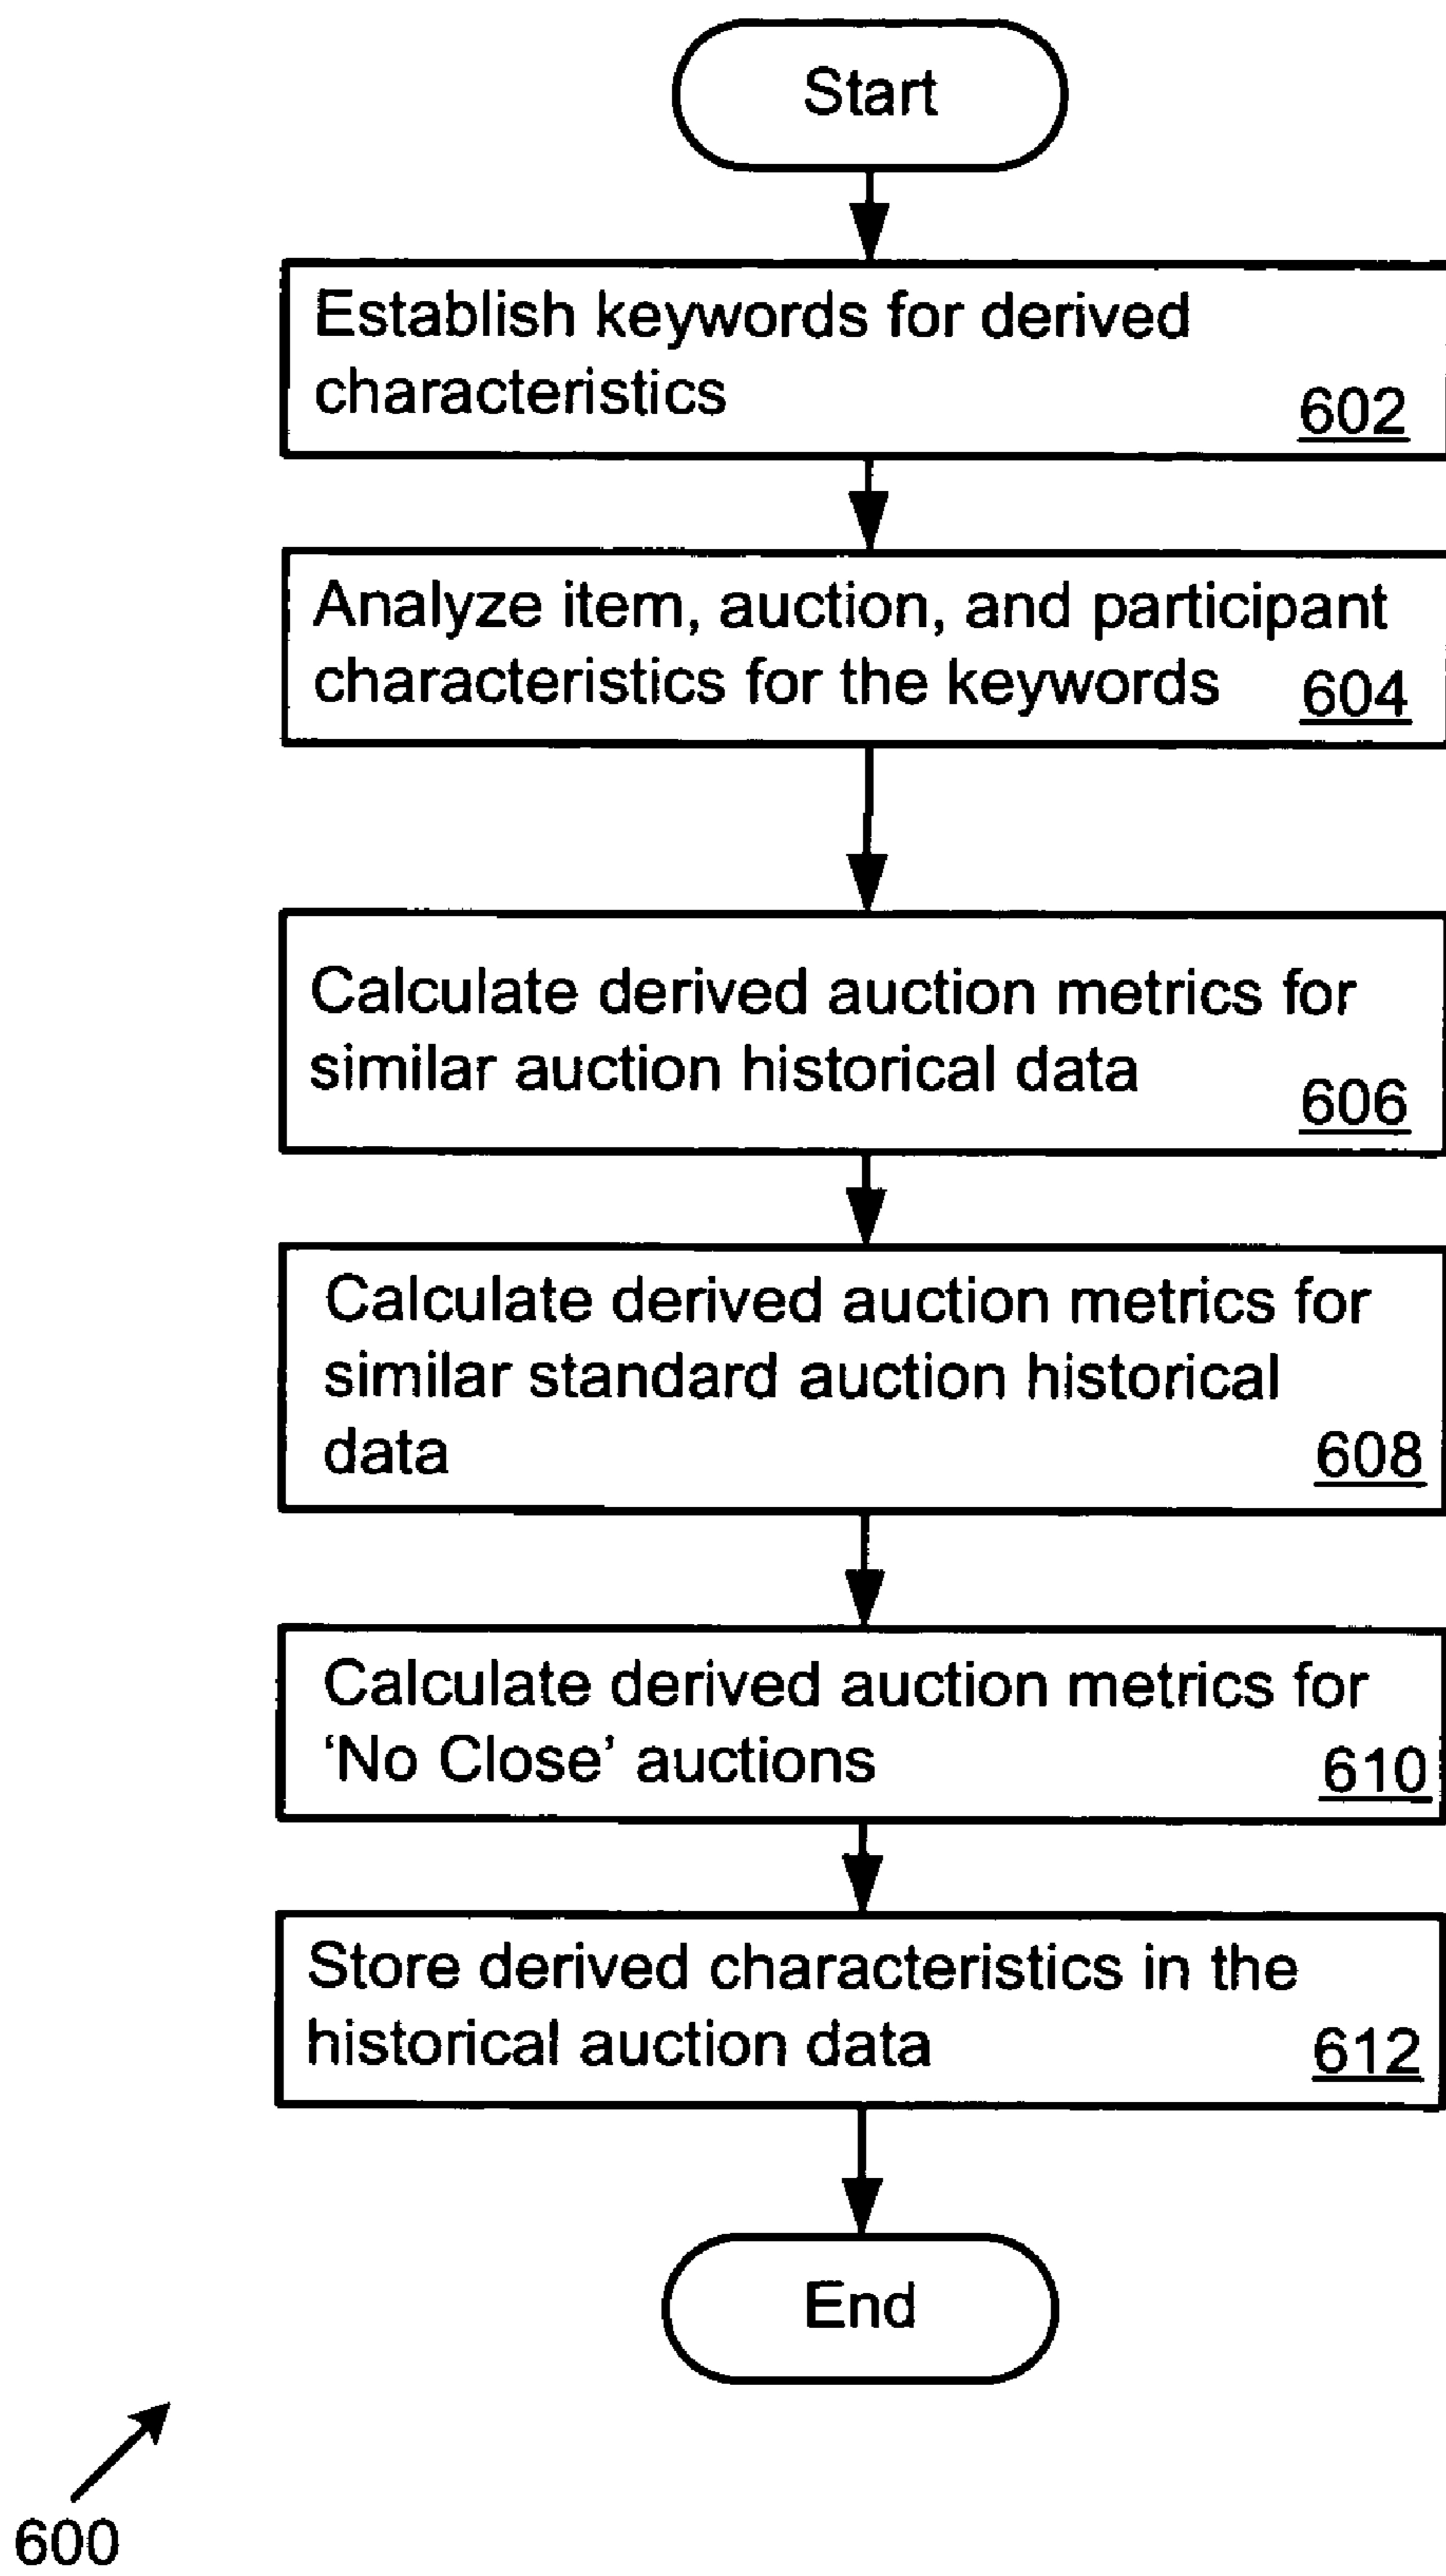 Start
Establish keywords for derived
characteristics
602
Analyze item, auction, and participant
characteristics for the keywords 604
Calculate derived auction metrics for
similar auction historical data
606
Calculate derived auction metrics for
similar standard auction historical
data 608
Calculate derived auction metrics for
‘No Close’ auctions 610
Store derived characteristics in the
historical auction data 612
End
600